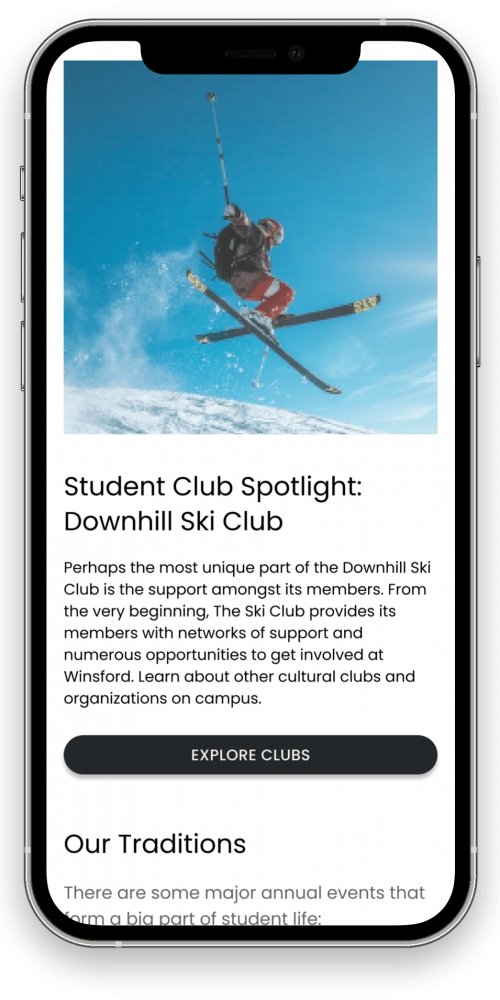 Student Club Spotlight:
Downhill Ski Club
Perhaps the most unique part of the Downhill Ski
Club is the support amongst its members. From
the very beginning, The Ski Club provides its
members with networks of support and
numerous opportunities to get involved at
Winsford. Learn about other cultural clubs and
organizations on campus.
EXPLORE CLUBS
Our Traditions
There are some major annual events that
form a big part of student life: